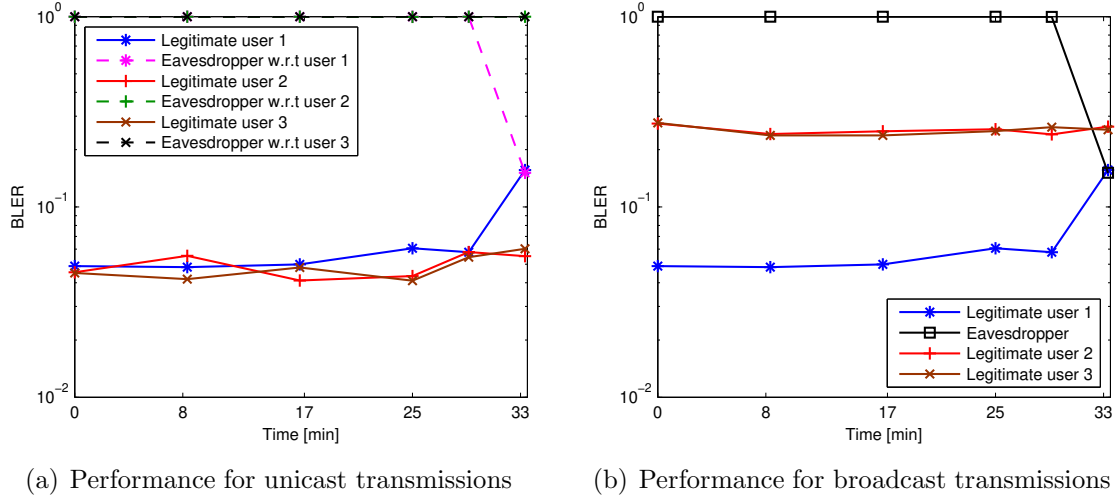 10^0
10^-1
10^-2
BLER
0 8 17 25 33
Time [min]
Legitimate user 1
Eavesdropper w.r.t user 1
Legitimate user 2
Eavesdropper w.r.t user 2
Legitimate user 3
Eavesdropper w.r.t user 3
(a) Performance for unicast transmissions
10^0
10^-1
10^-2
BLER
0 8 17 25 33
Time [min]
Legitimate user 1
Eavesdropper
Legitimate user 2
Legitimate user 3
(b) Performance for broadcast transmissions